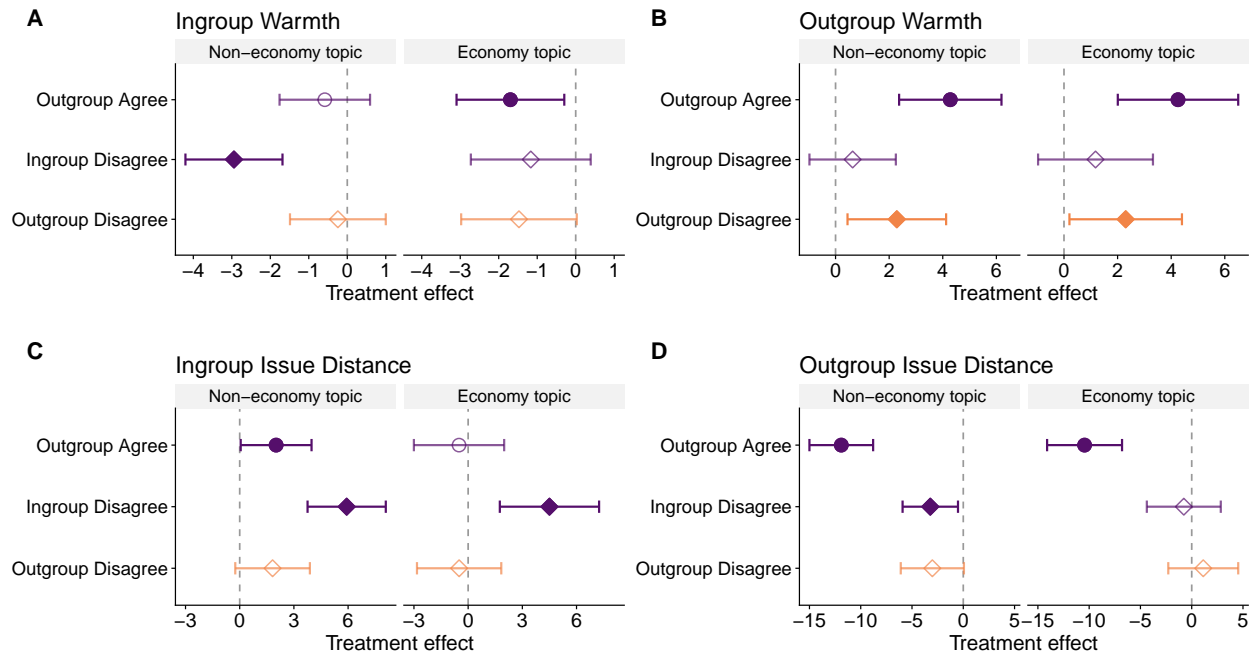 A
Ingroup Warmth
Non−economy topic
Economy topic
Outgroup Agree
Ingroup Disagree
Outgroup Disagree
−4 −3 −2 −1 0 1
−4 −3 −2 −1 0 1
Treatment effect
B
Outgroup Warmth
Non−economy topic
Economy topic
Outgroup Agree
Ingroup Disagree
Outgroup Disagree
0 2 4 6
0 2 4 6
Treatment effect
C
Ingroup Issue Distance
Non−economy topic
Economy topic
Outgroup Agree
Ingroup Disagree
Outgroup Disagree
−3 0 3 6
−3 0 3 6
Treatment effect
D
Outgroup Issue Distance
Non−economy topic
Economy topic
Outgroup Agree
Ingroup Disagree
Outgroup Disagree
−15 −10 −5 0 5
−15 −10 −5 0 5
Treatment effect